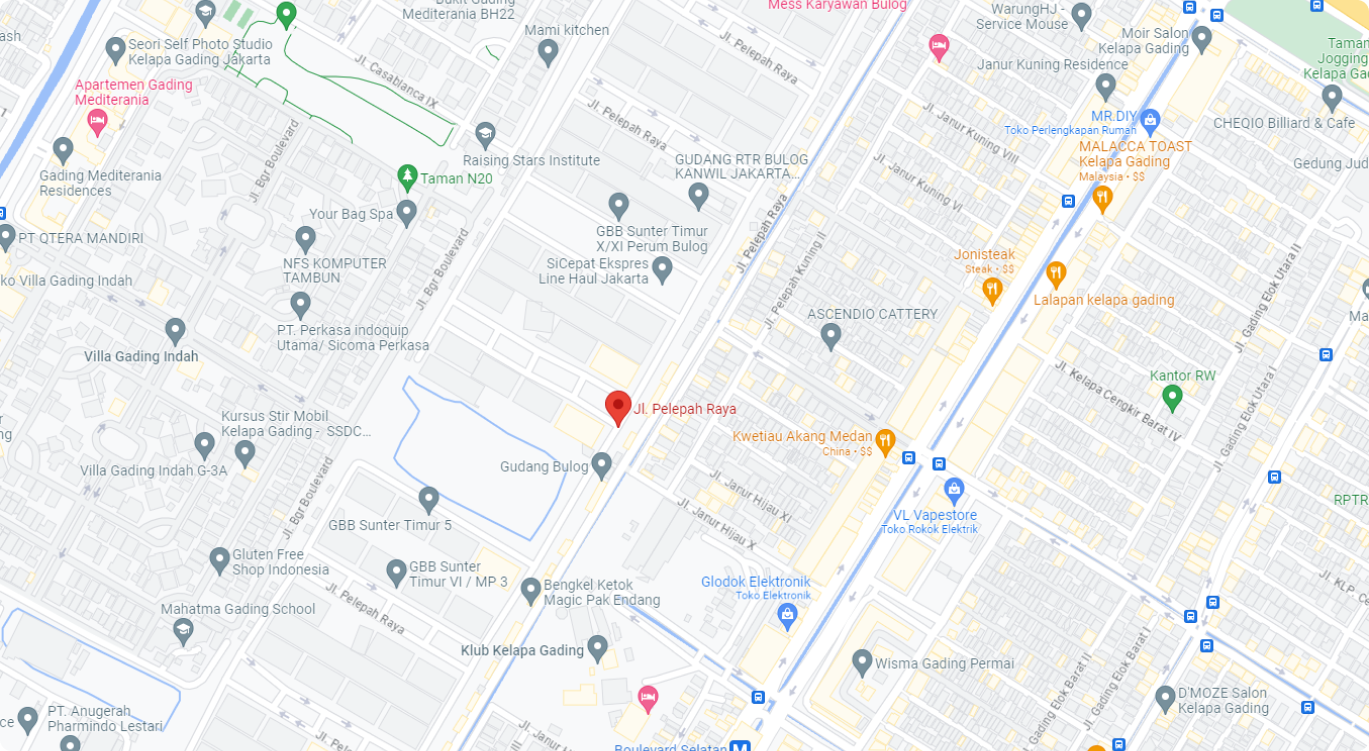 Bukit Gading
Mediterania BH22
Mess Karyawan Bulog
WarungHJ -
Service Mouse
Moir Salon
Kelapa Gading
Taman
Jogging
Kelapa Ga
ash
Seori Self Photo Studio
Kelapa Gading Jakarta
Mami kitchen
Jl. Pelepah Raya
Jl. Casablanca IX
Janur Kuning Residence
Apartemen Gading
Mediterania
Jl. Pelepah Raya
Jl. Janur Kuning VIII
MR.DIY
Toko Perlengkapan Rumah
CHEQIO Billiard & Cafe
MALACCA TOAST
Kelapa Gading
Malaysia • $$
Gedung Jud
Jl. Bgr Boulevard
Raising Stars Institute
GUDANG RTR BULOG
KANWIL JAKARTA...
Jl. Janur Kuning VI
Gading Mediterania
Residences
Taman N20
Your Bag Spa
Jl. Pelepah Raya
PT QTERA MANDIRI
GBB Sunter Timur
X/XI Perum Bulog
Jl. Pelepah Kuning II
Jonisteak
Steak • $$
NFS KOMPUTER
TAMBUN
Jl. Bgr Boulevard
SiCepat Ekspres
Line Haul Jakarta
ko Villa Gading Indah
Lalapan kelapa gading
Jl. Gading Elok Utara II
ASCENDIO CATTERY
Ma
PT. Perkasa indoquip
Utama/ Sicoma Perkasa
Villa Gading Indah
Kantor RW
Jl. Kelapa Cengkir Barat IV
Jl. Gading Elok Utara I
Jl. Pelepah Raya
Kursus Stir Mobil
Kelapa Gading - SSDC...
r
ng
Kwetiau Akang Medan
China • $$
Villa Gading Indah G-3A
Gudang Bulog
Jl. Janur Hijau XI
Jl. Bgr Boulevard
RPTR
GBB Sunter Timur 5
Jl. Janur Hijau X
VL Vapestore
Toko Rokok Elektrik
Gluten Free
Shop Indonesia
GBB Sunter
Timur VI / MP 3
Bengkel Ketok
Magic Pak Endang
Glodok Elektronik
Toko Elektronik
Jl. KLP Ce
Mahatma Gading School
Jl. Pelepah Raya
Klub Kelapa Gading
Wisma Gading Permai
Jl. Gading Elok Barat II
Jl. Gading Elok Barat I
D'MOZE Salon
Kelapa Gading
ce
PT. Anugerah
Pharmindo Lestari
Jl. Janur Hijau
Boulevard Selatan